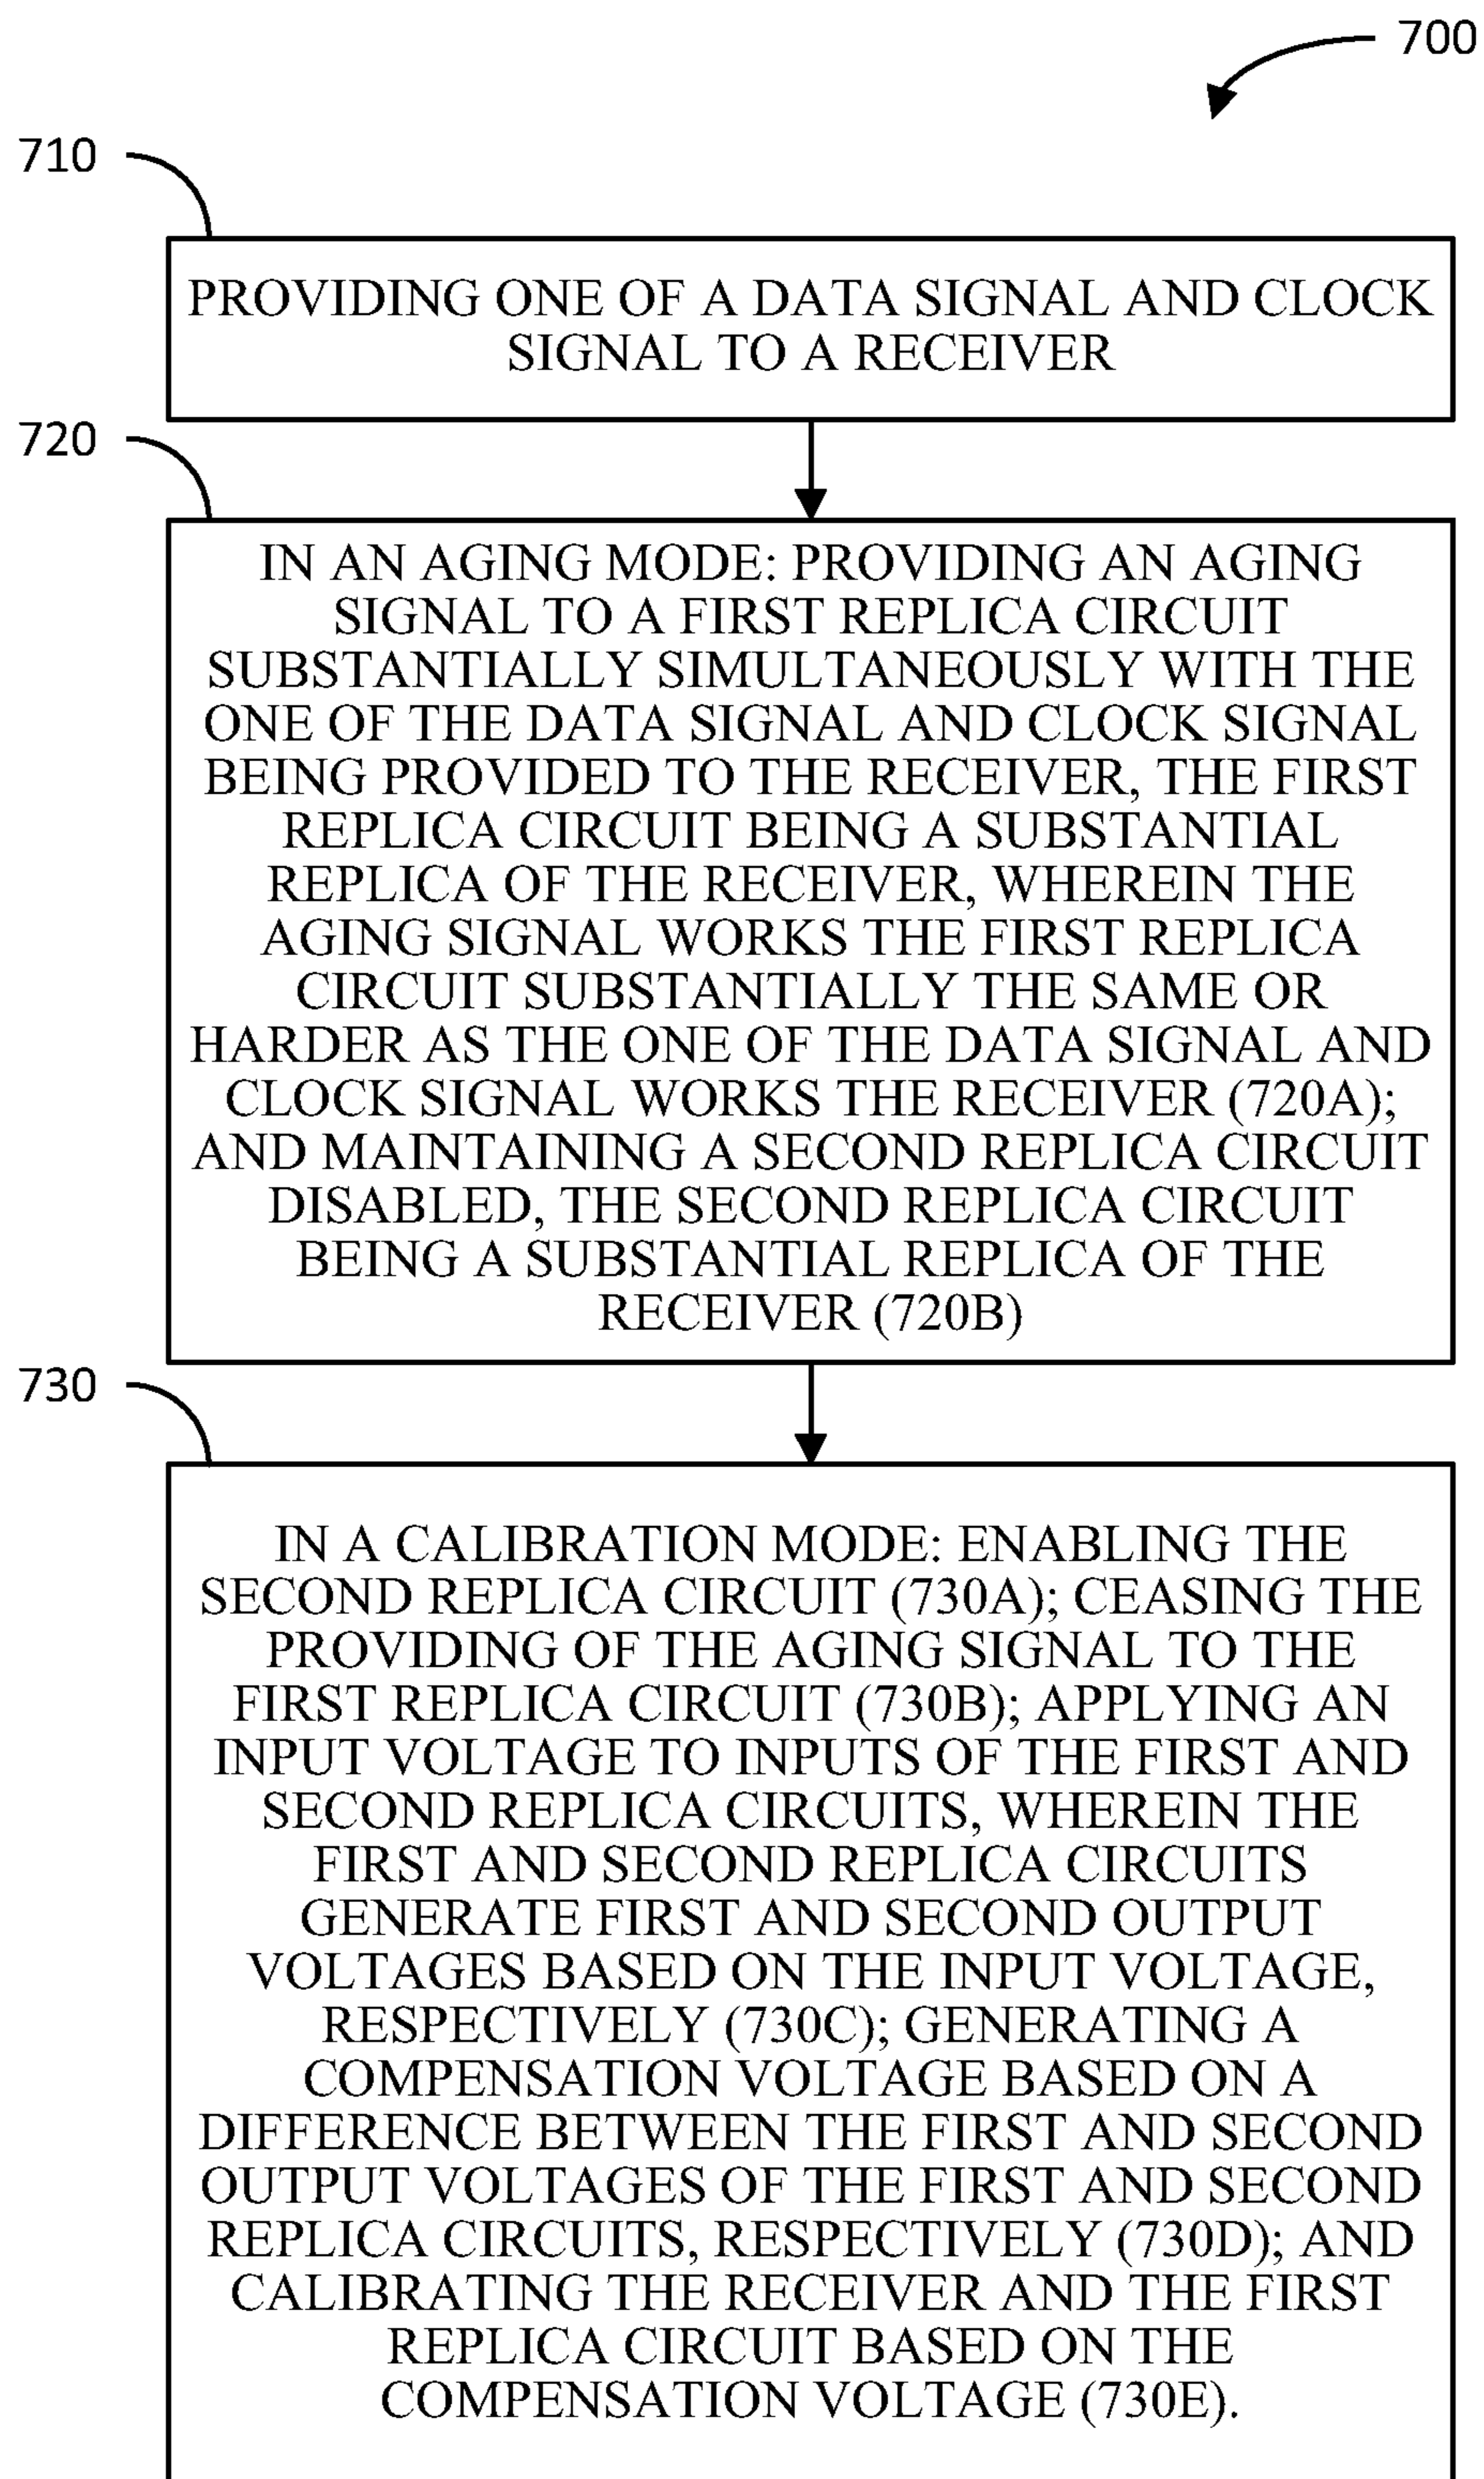 700
710
PROVIDING ONE OF A DATA SIGNAL AND CLOCK
SIGNAL TO A RECEIVER
720
IN AN AGING MODE: PROVIDING AN AGING
SIGNAL TO A FIRST REPLICA CIRCUIT
SUBSTANTIALLY SIMULTANEOUSLY WITH THE
ONE OF THE DATA SIGNAL AND CLOCK SIGNAL
BEING PROVIDED TO THE RECEIVER, THE FIRST
REPLICA CIRCUIT BEING A SUBSTANTIAL
REPLICA OF THE RECEIVER, WHEREIN THE
AGING SIGNAL WORKS THE FIRST REPLICA
CIRCUIT SUBSTANTIALLY THE SAME OR
HARDER AS THE ONE OF THE DATA SIGNAL AND
CLOCK SIGNAL WORKS THE RECEIVER (720A);
AND MAINTAINING A SECOND REPLICA CIRCUIT
DISABLED, THE SECOND REPLICA CIRCUIT
BEING A SUBSTANTIAL REPLICA OF THE
RECEIVER (720B)
730
IN A CALIBRATION MODE: ENABLING THE
SECOND REPLICA CIRCUIT (730A); CEASING THE
PROVIDING OF THE AGING SIGNAL TO THE
FIRST REPLICA CIRCUIT (730B); APPLYING AN
INPUT VOLTAGE TO INPUTS OF THE FIRST AND
SECOND REPLICA CIRCUITS, WHEREIN THE
FIRST AND SECOND REPLICA CIRCUITS
GENERATE FIRST AND SECOND OUTPUT
VOLTAGES BASED ON THE INPUT VOLTAGE,
RESPECTIVELY (730C); GENERATING A
COMPENSATION VOLTAGE BASED ON A
DIFFERENCE BETWEEN THE FIRST AND SECOND
OUTPUT VOLTAGES OF THE FIRST AND SECOND
REPLICA CIRCUITS, RESPECTIVELY (730D); AND
CALIBRATING THE RECEIVER AND THE FIRST
REPLICA CIRCUIT BASED ON THE
COMPENSATION VOLTAGE (730E).